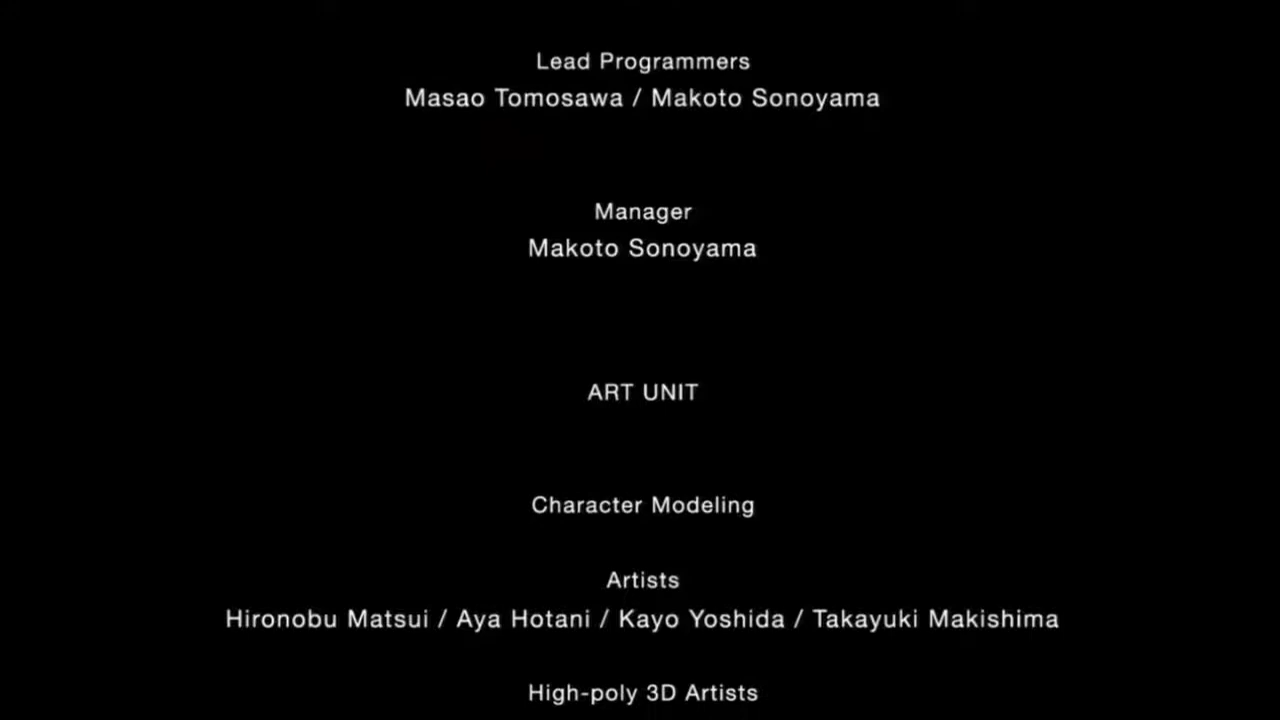 Lead Programmers
Masao Tomosawa / Makoto Sonoyama
Manager
Makoto Sonoyama
ART UNIT
Character Modeling
Artists
Hironobu Matsui / Aya Hotani / Kayo Yoshida / Takayuki Makishima
High-poly 3D Artists